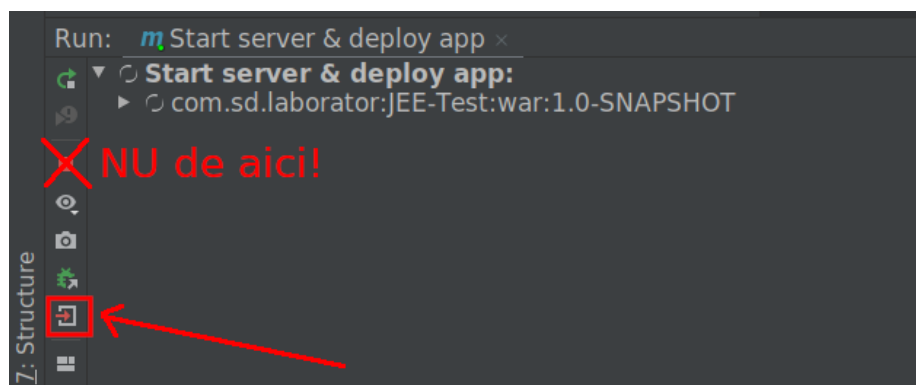 Run: m Start server & deploy app ×
Start server & deploy app:
com.sd.laborator:JEE-Test:war:1.0-SNAPSHOT
NU de aici!
7: Structure